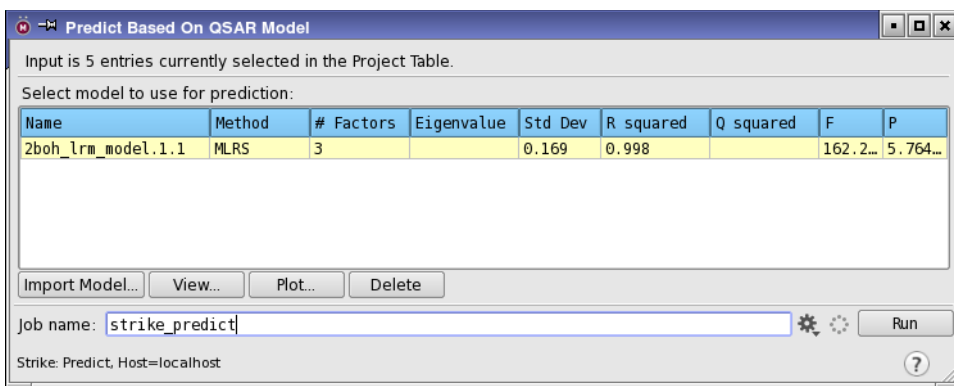 Predict Based On QSAR Model
Input is 5 entries currently selected in the Project Table.
Select model to use for prediction:
Name Method # Factors Eigenvalue Std Dev R squared Q squared F P
2boh_lrm_model.1.1 MLRS 3 0.169 0.998 162.2... 5.764...
Import Model... View... Plot... Delete
Job name: strike_predict Run
Strike: Predict, Host=localhost ?